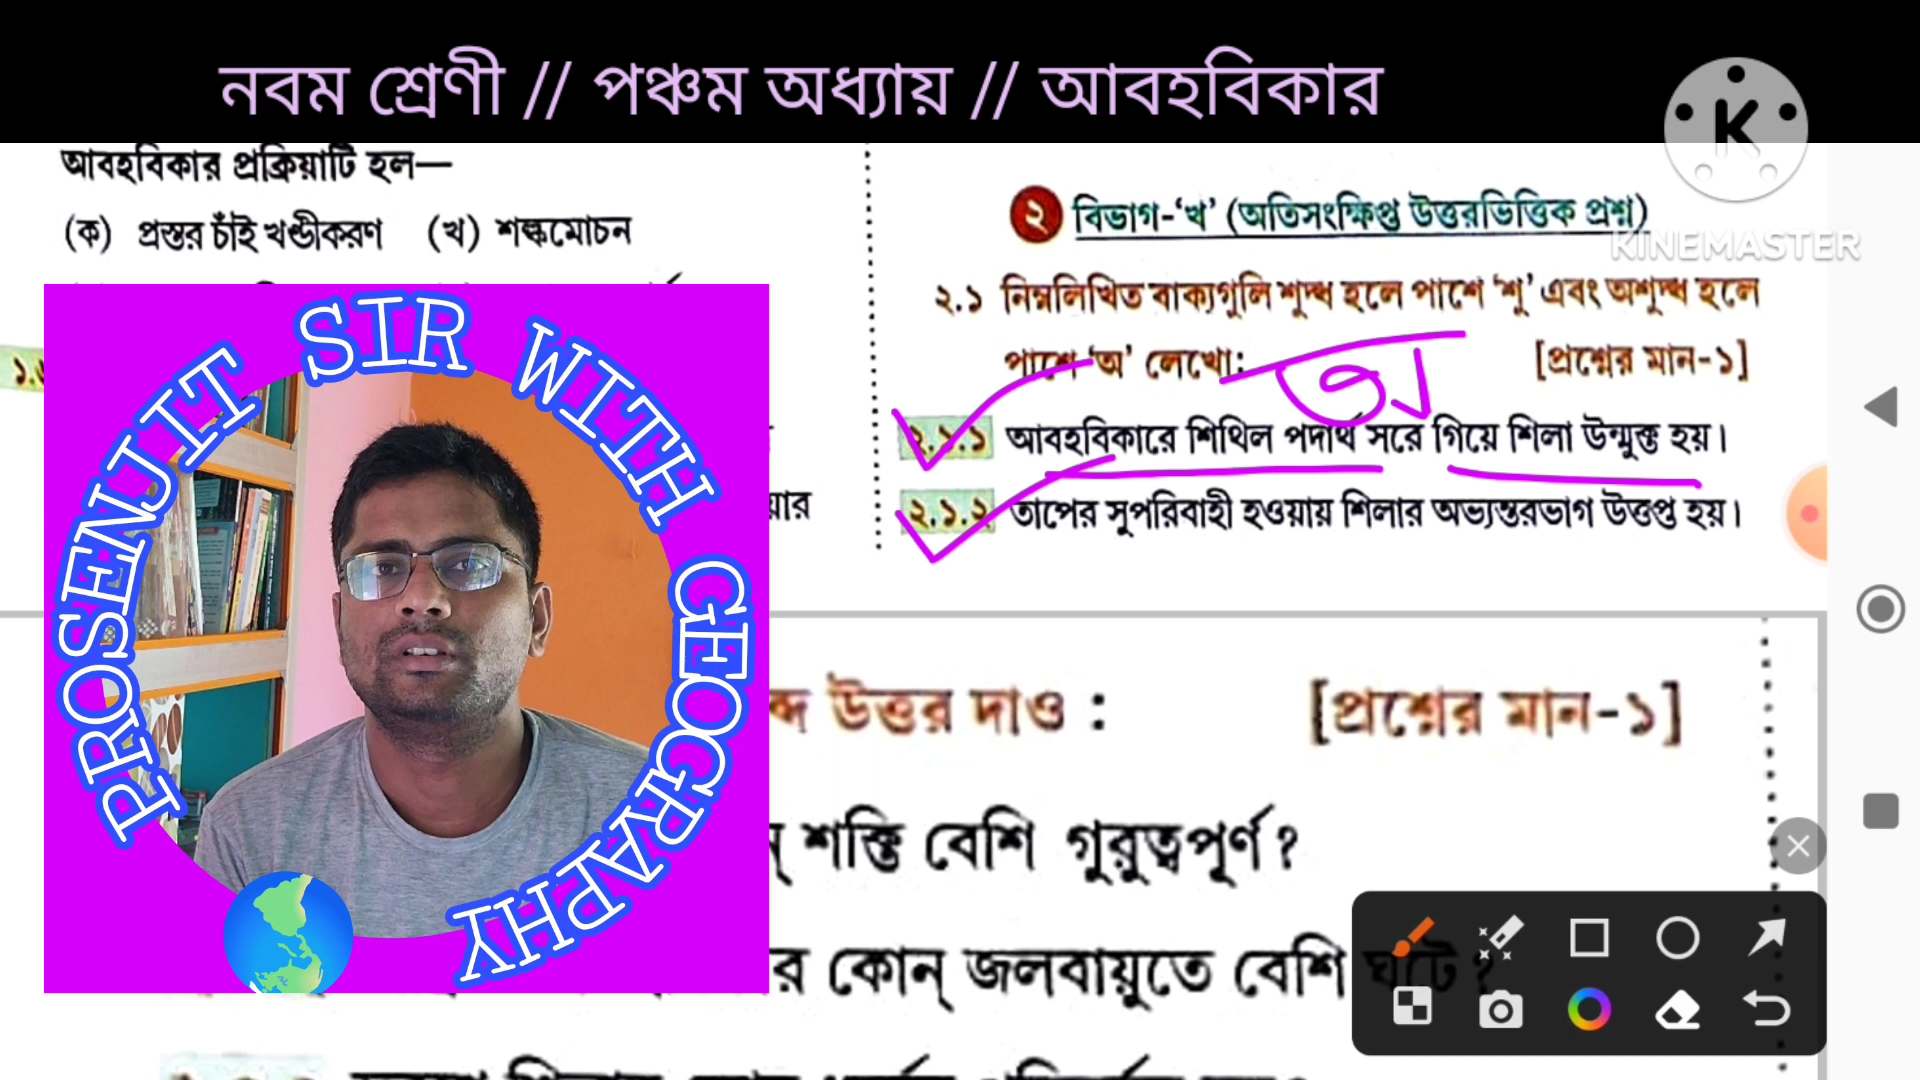 নবম শ্রেণী // পঞ্চম অধ্যায় // আবহবিকার
KINEMASTER
আবহবিকার প্রক্রিয়াটি হল—
(ক) প্রস্তর চাঁই খণ্ডীকরণ (খ) শল্কমোচন
PROSENJIT SIR WITH GEOGRAPHY
২ বিভাগ-‘খ’ (অতিসংক্ষিপ্ত উত্তরভিত্তিক প্রশ্ন)
২.১ নিম্নলিখিত বাক্যগুলি শুদ্ধ হলে পাশে ‘শু’ এবং অশুদ্ধ হলে
পাশে ‘অ’ লেখো: [প্রশ্নের মান-১]
অ
২.১.১ আবহবিকারে শিথিল পদার্থ সরে গিয়ে শিলা উন্মুক্ত হয়।
২.১.২ তাপের সুপরিবাহী হওয়ায় শিলার অভ্যন্তরভাগ উত্তপ্ত হয়।
উত্তর দাও : [প্রশ্নের মান-১]
শক্তি বেশি গুরুত্বপূর্ণ?
কোন্ জলবায়ুতে বেশি ঘটে?